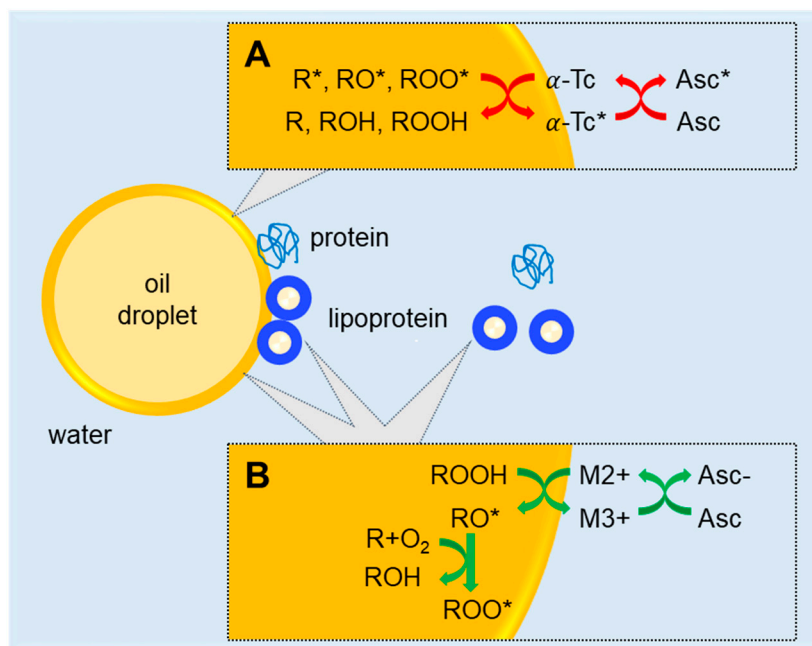 A
R*, RO*, ROO* α-Tc Asc*
R, ROH, ROOH α-Tc* Asc
protein
oil
droplet
lipoprotein
water
B
ROOH M2+ Asc-
RO* M3+ Asc
R+O₂
ROH
ROO*